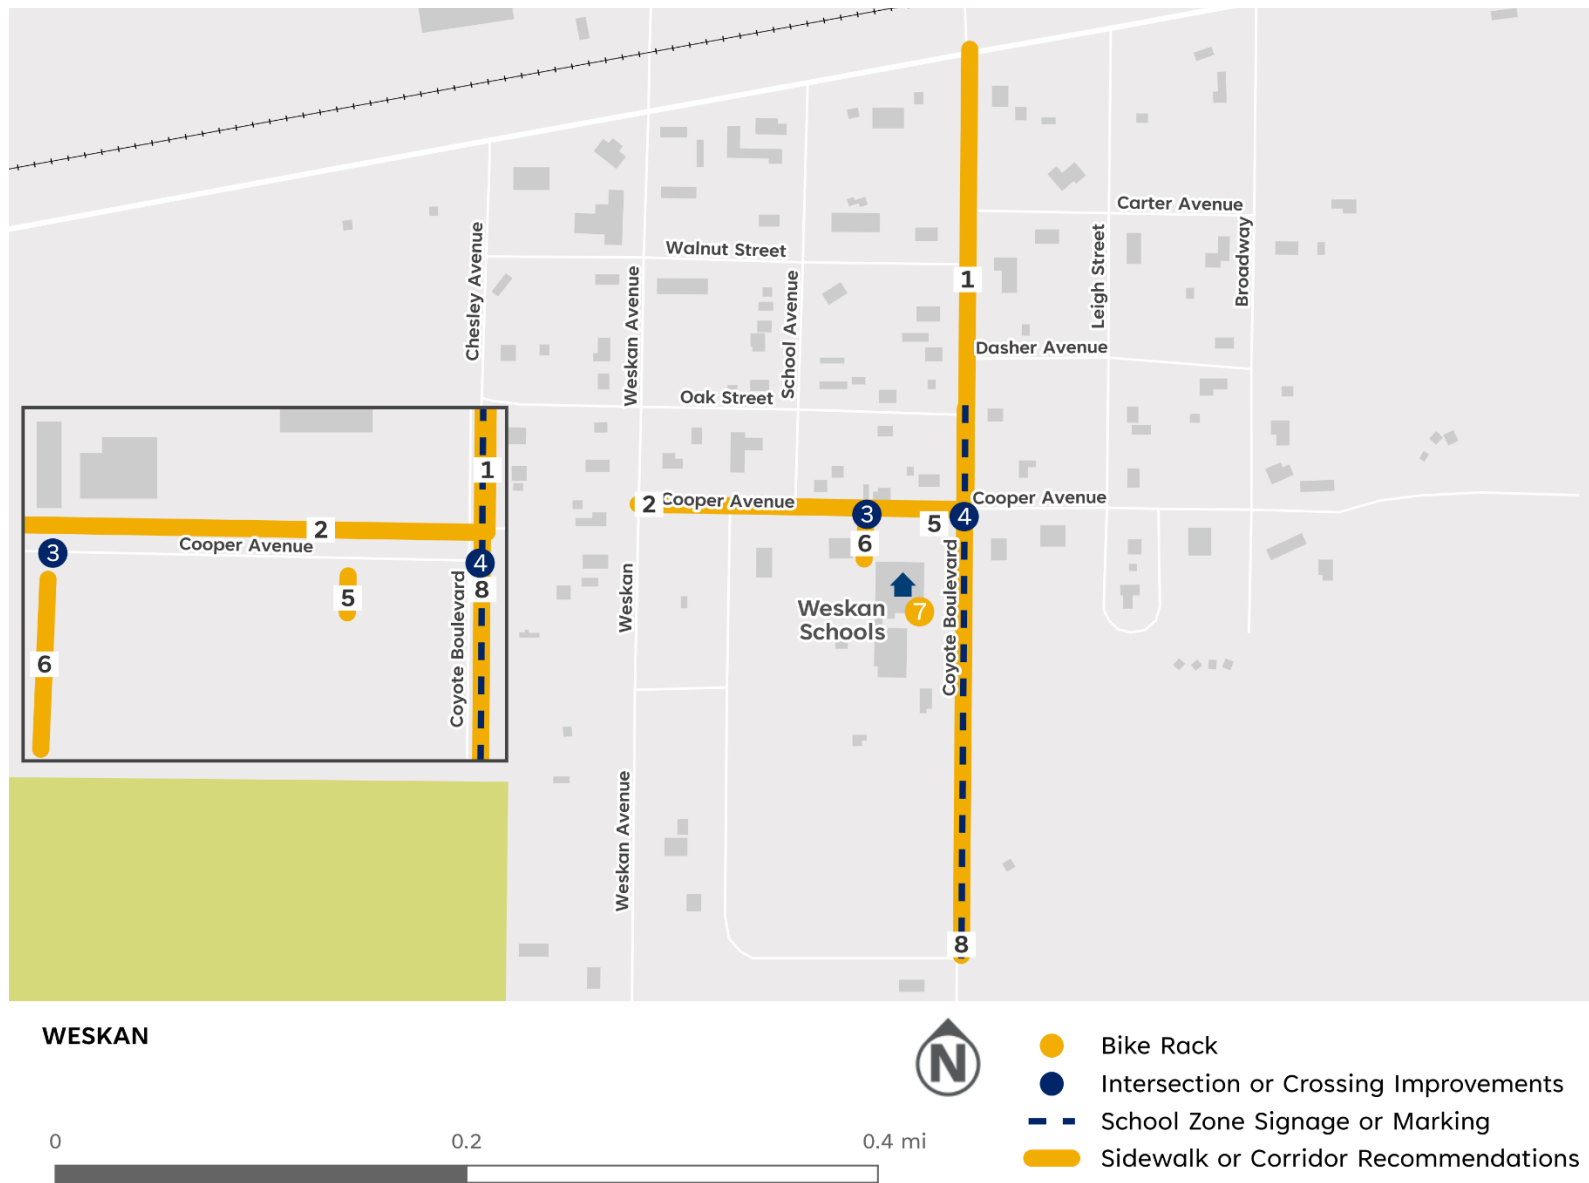 Carter Avenue
Walnut Street
Chesley Avenue
Weskan Avenue
School Avenue
Leigh Street
Broadway
1
Dasher Avenue
Oak Street
2
Cooper Avenue
3
5
4
Cooper Avenue
6
Weskan
Schools
7
Coyote Boulevard
Weskan
Weskan Avenue
8
1
2
Cooper Avenue
3
4
8
5
6
Coyote Boulevard
WESKAN
N
0
0.2
0.4 mi
Bike Rack
Intersection or Crossing Improvements
School Zone Signage or Marking
Sidewalk or Corridor Recommendations